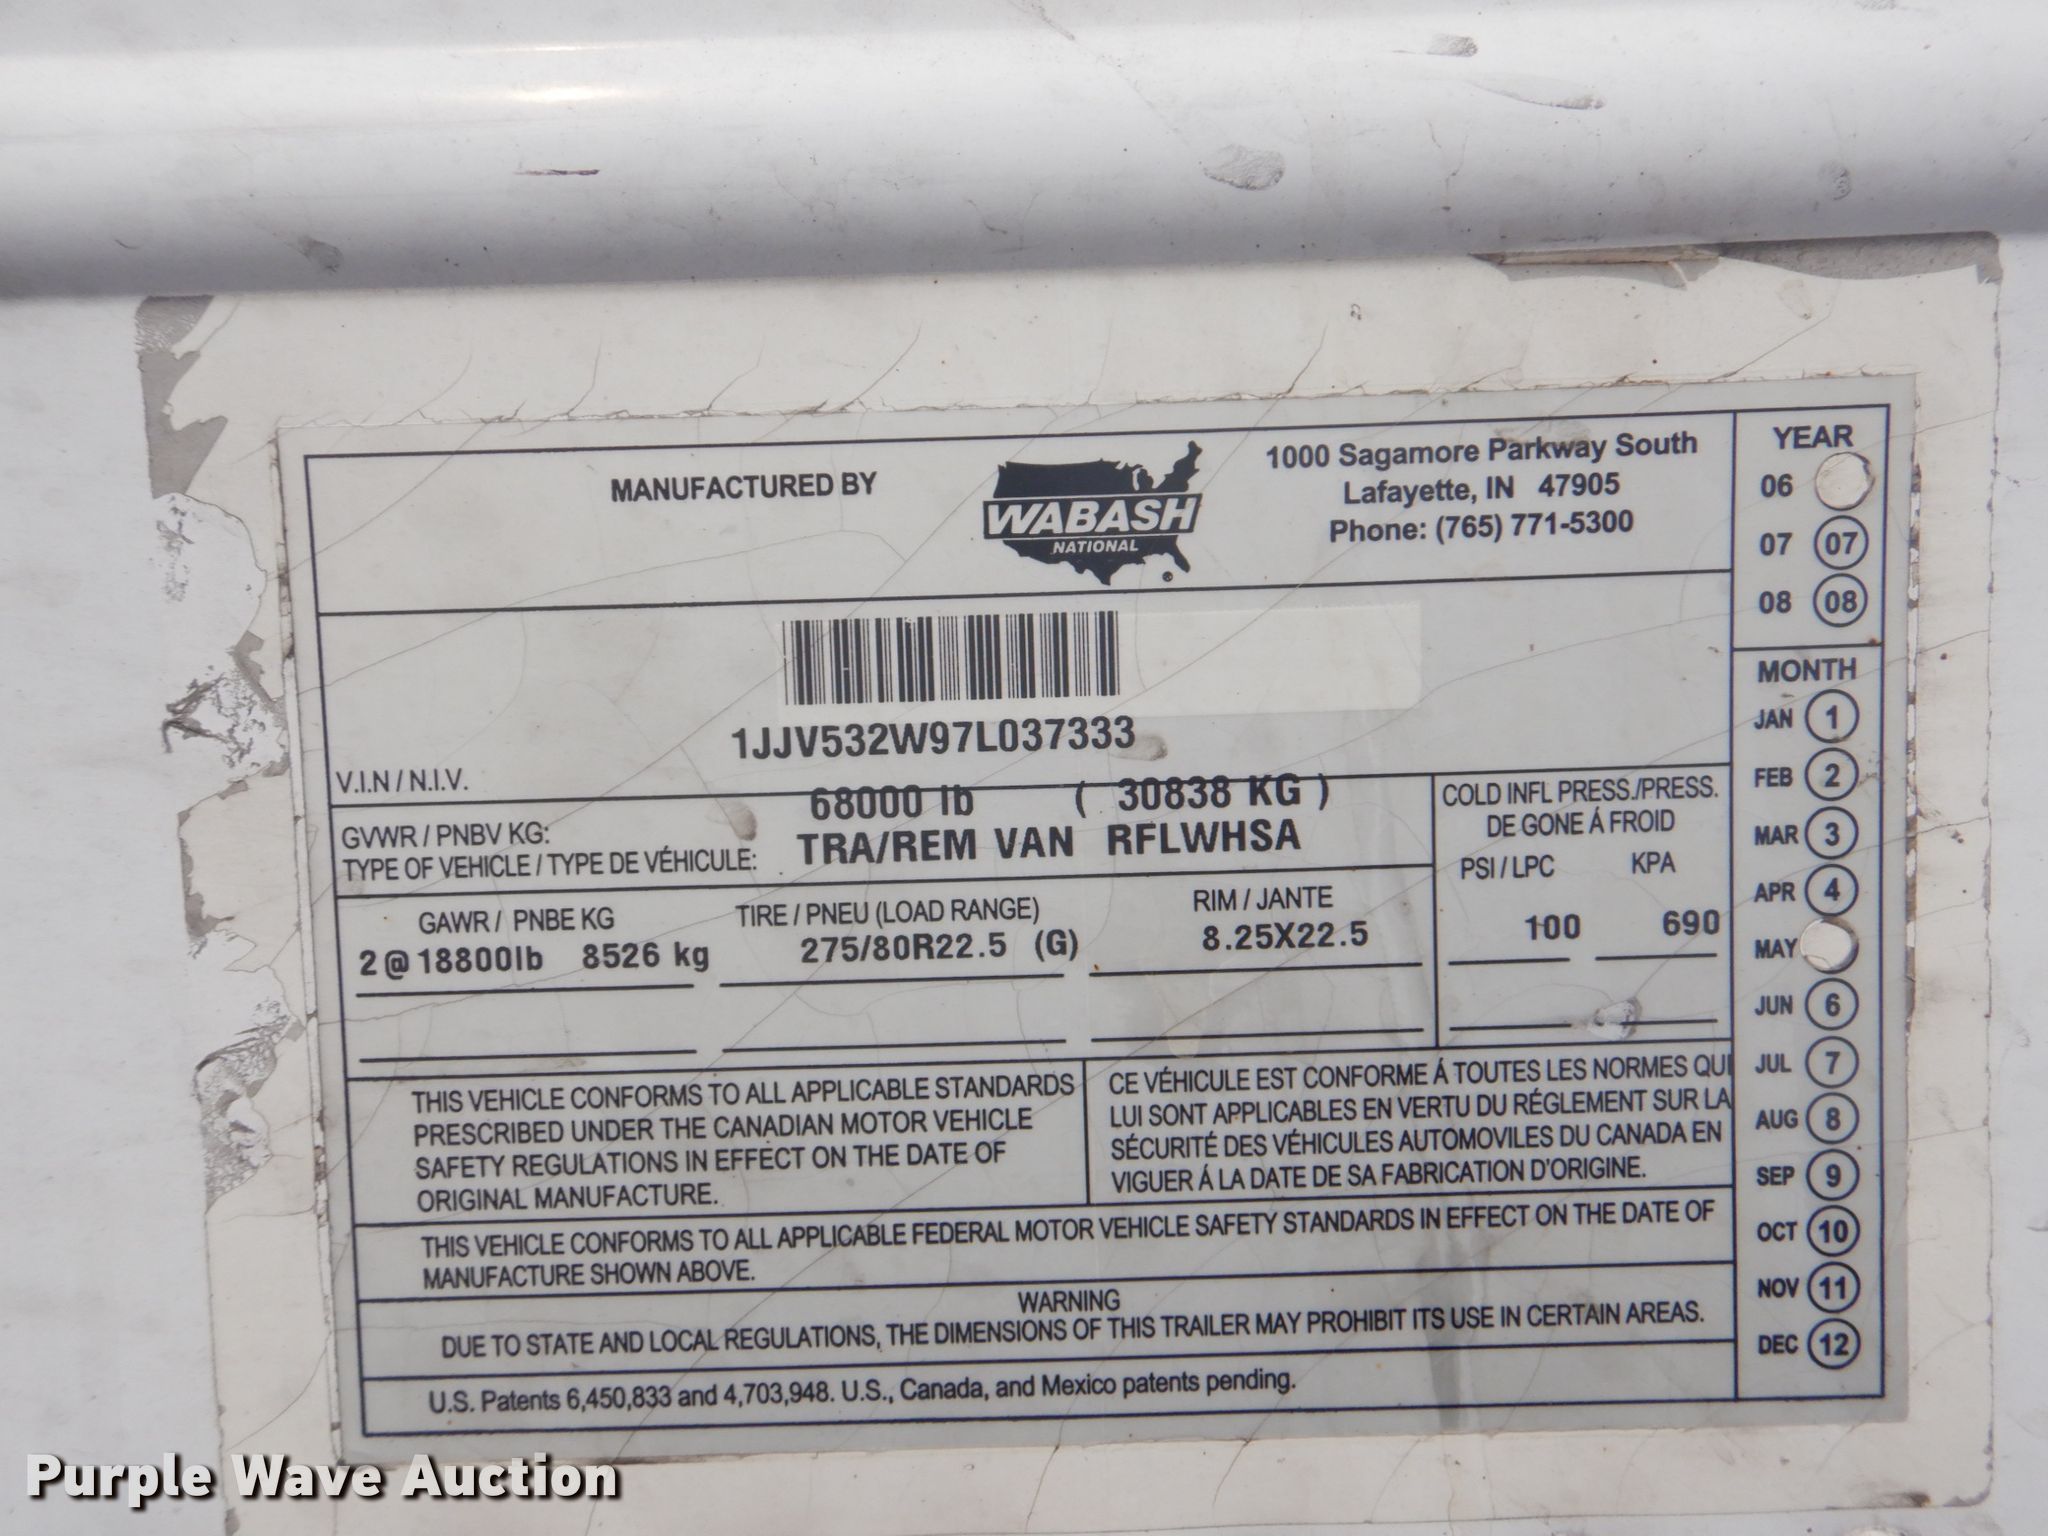 MANUFACTURED BY
WABASH
NATIONAL
®
1000 Sagamore Parkway South
Lafayette, IN 47905
Phone: (765) 771-5300
1JJV532W97L037333
V.I.N / N.I.V.
68000 lb ( 30838 KG )
GVWR / PNBV KG:
TYPE OF VEHICLE / TYPE DE VÉHICULE: TRA/REM VAN RFLWHSA
COLD INFL PRESS./PRESS.
DE GONE Á FROID
PSI / LPC KPA
100 690
GAWR / PNBE KG TIRE / PNEU (LOAD RANGE) RIM / JANTE
2 @ 18800lb 8526 kg 275/80R22.5 (G) 8.25X22.5
THIS VEHICLE CONFORMS TO ALL APPLICABLE STANDARDS
PRESCRIBED UNDER THE CANADIAN MOTOR VEHICLE
SAFETY REGULATIONS IN EFFECT ON THE DATE OF
ORIGINAL MANUFACTURE.
CE VÉHICULE EST CONFORME Á TOUTES LES NORMES QUI
LUI SONT APPLICABLES EN VERTU DU RÉGLEMENT SUR LA
SÉCURITÉ DES VÉHICULES AUTOMOVILES DU CANADA EN
VIGUER Á LA DATE DE SA FABRICATION D'ORIGINE.
THIS VEHICLE CONFORMS TO ALL APPLICABLE FEDERAL MOTOR VEHICLE SAFETY STANDARDS IN EFFECT ON THE DATE OF
MANUFACTURE SHOWN ABOVE.
WARNING
DUE TO STATE AND LOCAL REGULATIONS, THE DIMENSIONS OF THIS TRAILER MAY PROHIBIT ITS USE IN CERTAIN AREAS.
U.S. Patents 6,450,833 and 4,703,948. U.S., Canada, and Mexico patents pending.
YEAR
06
07 07
08 08
MONTH
JAN 1
FEB 2
MAR 3
APR 4
MAY
JUN 6
JUL 7
AUG 8
SEP 9
OCT 10
NOV 11
DEC 12
Purple Wave Auction